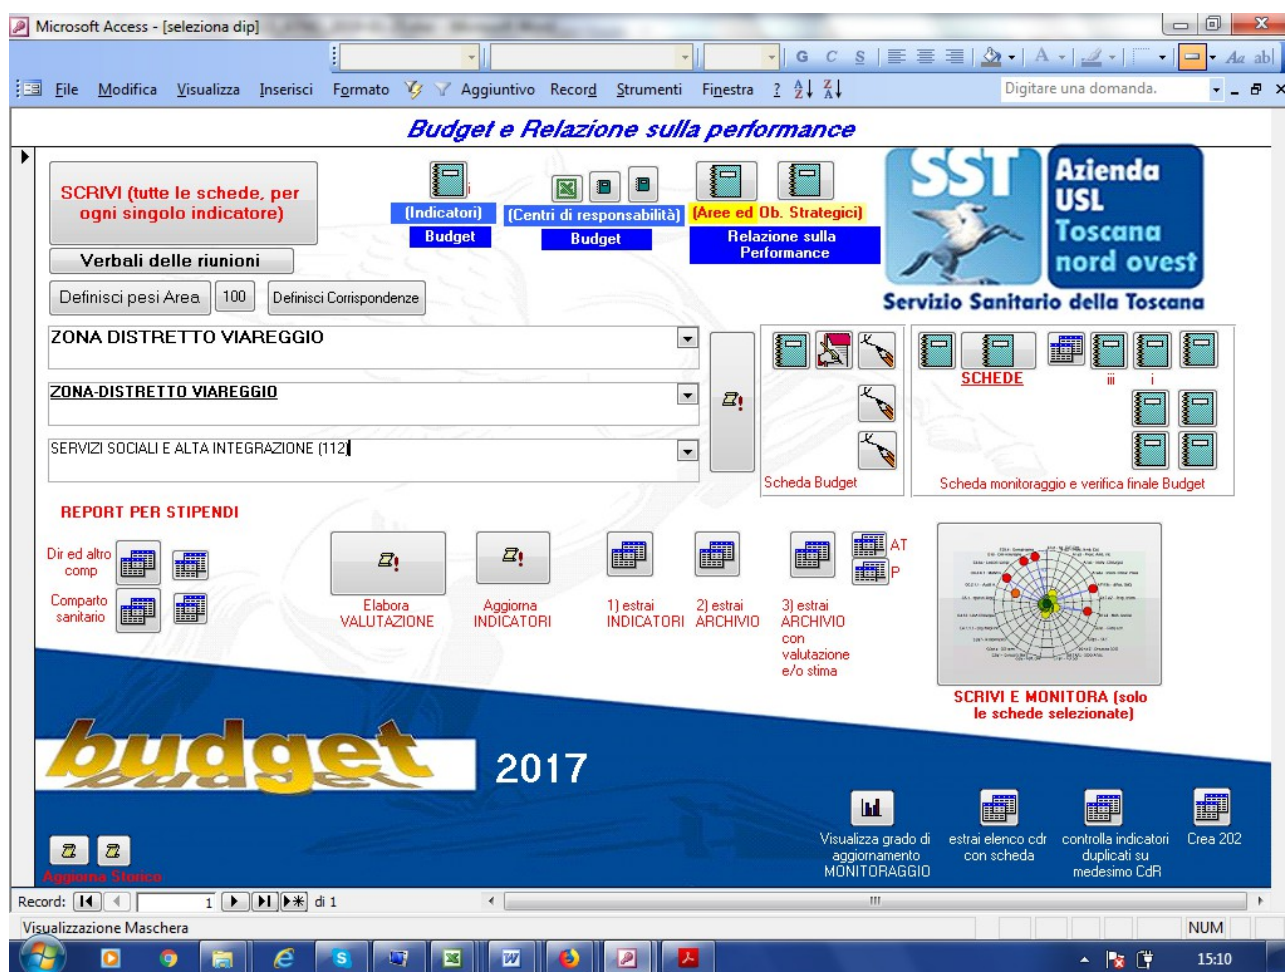 Microsoft Access - [seleziona dip]
G C S A Aa ab|
File Modifica Visualizza Inserisci Formato Aggiuntivo Record Strumenti Finestra ? Digitare una domanda.
Budget e Relazione sulla performance
SCRIVI (tutte le schede, per
ogni singolo indicatore)
Verbali delle riunioni
Definisci pesi Area 100 Definisci Corrispondenze
i
(Indicatori)
Budget
(Centri di responsabilità)
Budget
(Aree ed Ob. Strategici)
Relazione sulla
Performance
SST
Azienda
USL
Toscana
nord ovest
Servizio Sanitario della Toscana
ZONA DISTRETTO VIAREGGIO
ZONA-DISTRETTO VIAREGGIO
SERVIZI SOCIALI E ALTA INTEGRAZIONE (112)
Scheda Budget
SCHEDE iii i
Scheda monitoraggio e verifica finale Budget
REPORT PER STIPENDI
Dir ed altro
comp
Comparto
sanitario
Elabora
VALUTAZIONE
Aggiorna
INDICATORI
1) estrai
INDICATORI
2) estrai
ARCHIVIO
3) estrai
ARCHIVIO
con
valutazione
e/o stima
AT
P
SCRIVI E MONITORA (solo
le schede selezionate)
budget
2017
Visualizza grado di
aggiornamento
MONITORAGGIO
estrai elenco cdr
con scheda
controlla indicatori
duplicati su
medesimo CdR
Crea 202
Aggiorna Storico
Record: 1 di 1
Visualizzazione Maschera NUM
15:10